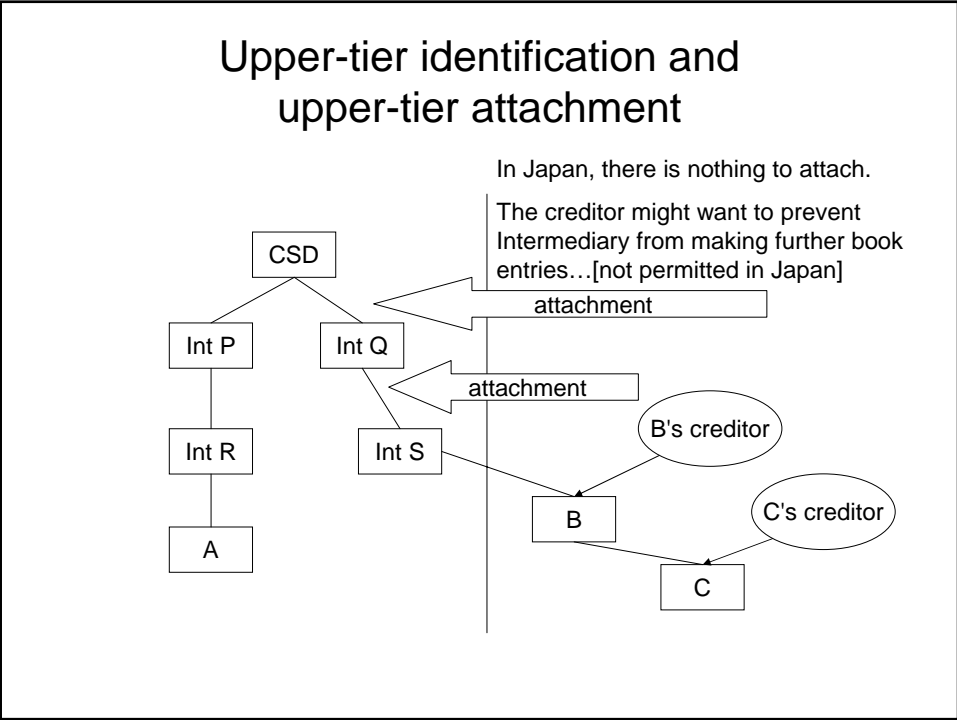 Upper-tier identification and
upper-tier attachment
In Japan, there is nothing to attach.
The creditor might want to prevent
Intermediary from making further book
entries…[not permitted in Japan]
CSD
attachment
Int P
Int Q
attachment
B's creditor
Int R
Int S
C's creditor
B
A
C